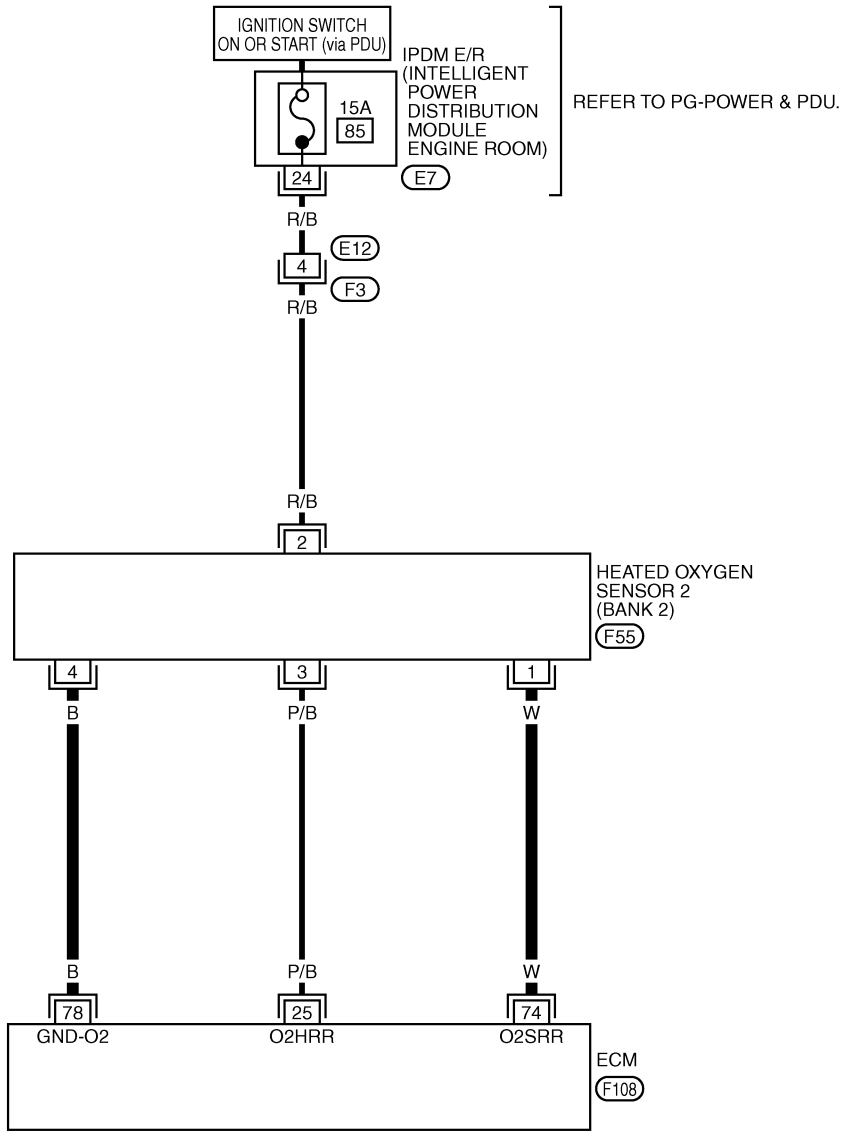 IGNITION SWITCH
ON OR START (via PDU)
IPDM E/R
(INTELLIGENT
POWER
DISTRIBUTION
MODULE
ENGINE ROOM)
REFER TO PG-POWER & PDU.
15A
85
24
E7
R/B
E12
4
F3
R/B
R/B
2
HEATED OXYGEN
SENSOR 2
(BANK 2)
F55
4
3
1
B
P/B
W
B
P/B
W
78
25
74
GND-O2
O2HRR
O2SRR
ECM
F108